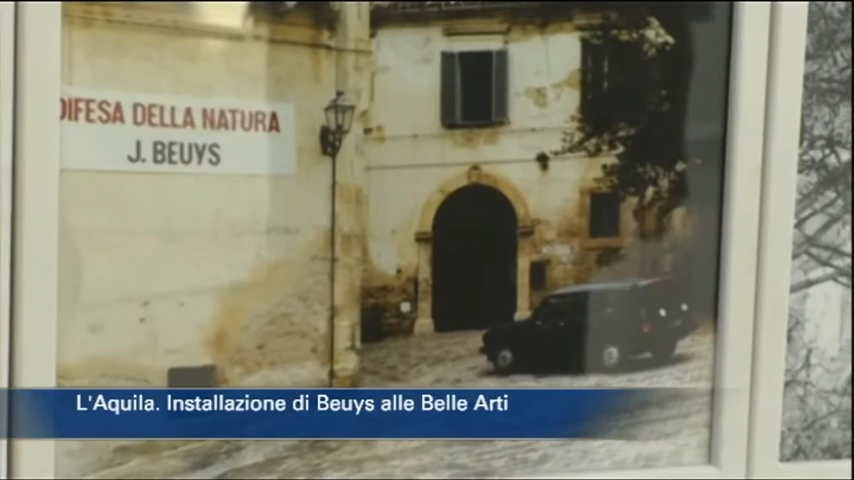 DIFESA DELLA NATURA
J. BEUYS
L'Aquila. Installazione di Beuys alle Belle Arti